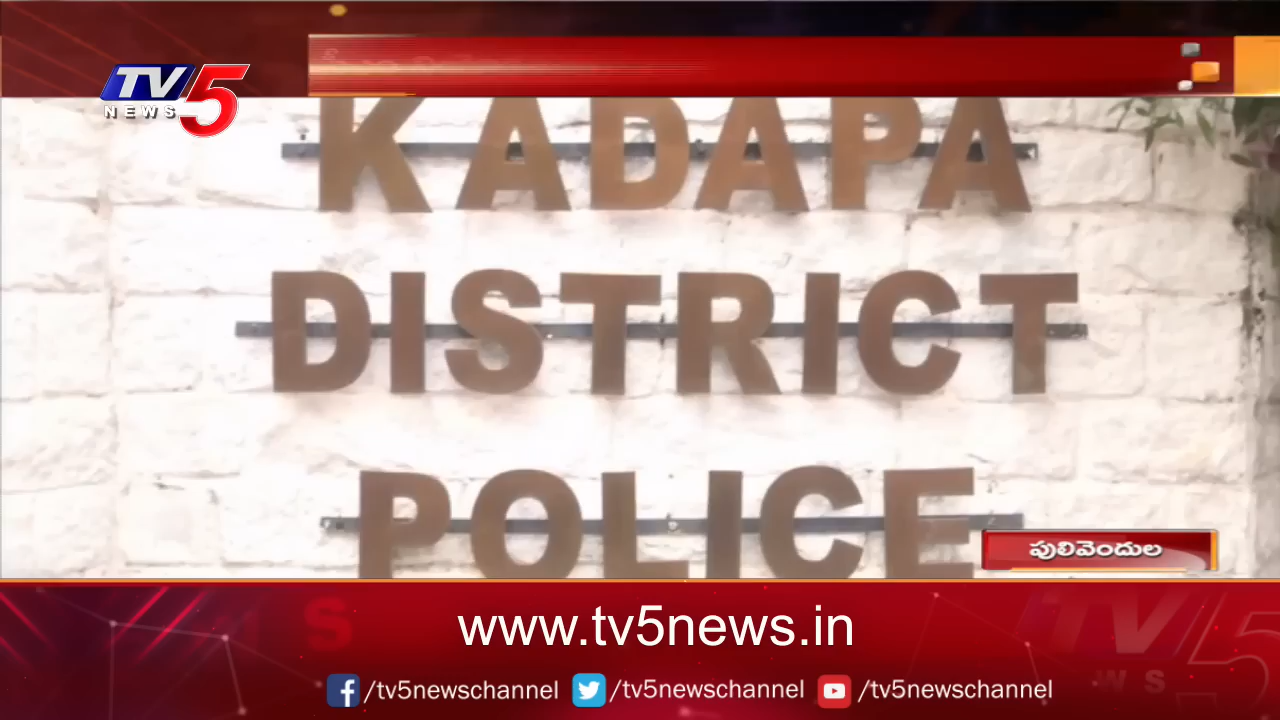 TV5
NEWS
KADAPA
DISTRICT
POLICE
పులివెందుల
www.tv5news.in
/tv5newschannel /tv5newschannel /tv5newschannel